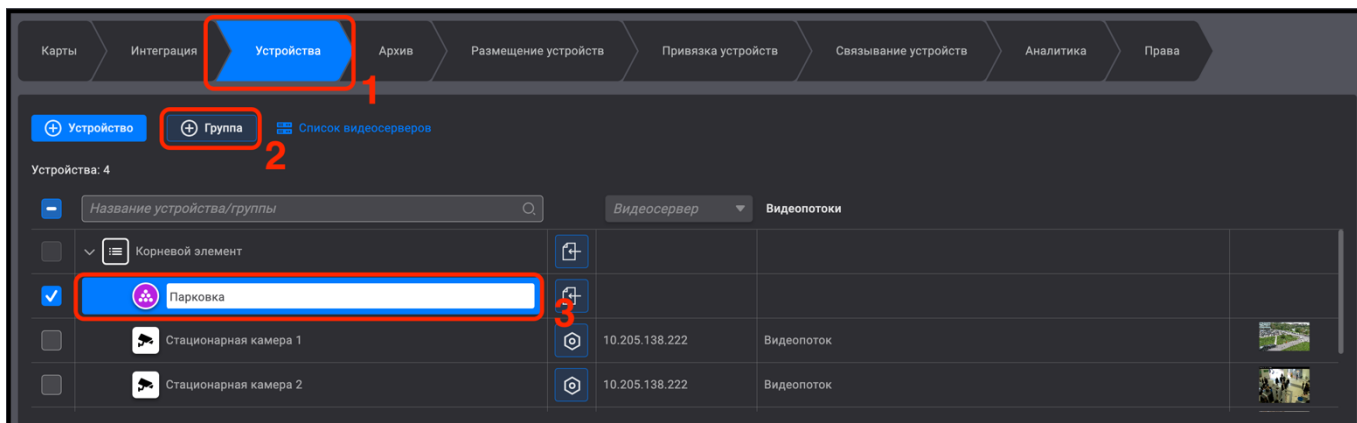 Карты Интеграция Устройства Архив Размещение устройств Привязка устройств Связывание устройств Аналитика Права
1
Устройство Группа Список видеосерверов
2
Устройства: 4
Название устройства/группы Видеосервер Видеопотоки
Корневой элемент
Парковка
3
Стационарная камера 1 10.205.138.222 Видеопоток
Стационарная камера 2 10.205.138.222 Видеопоток